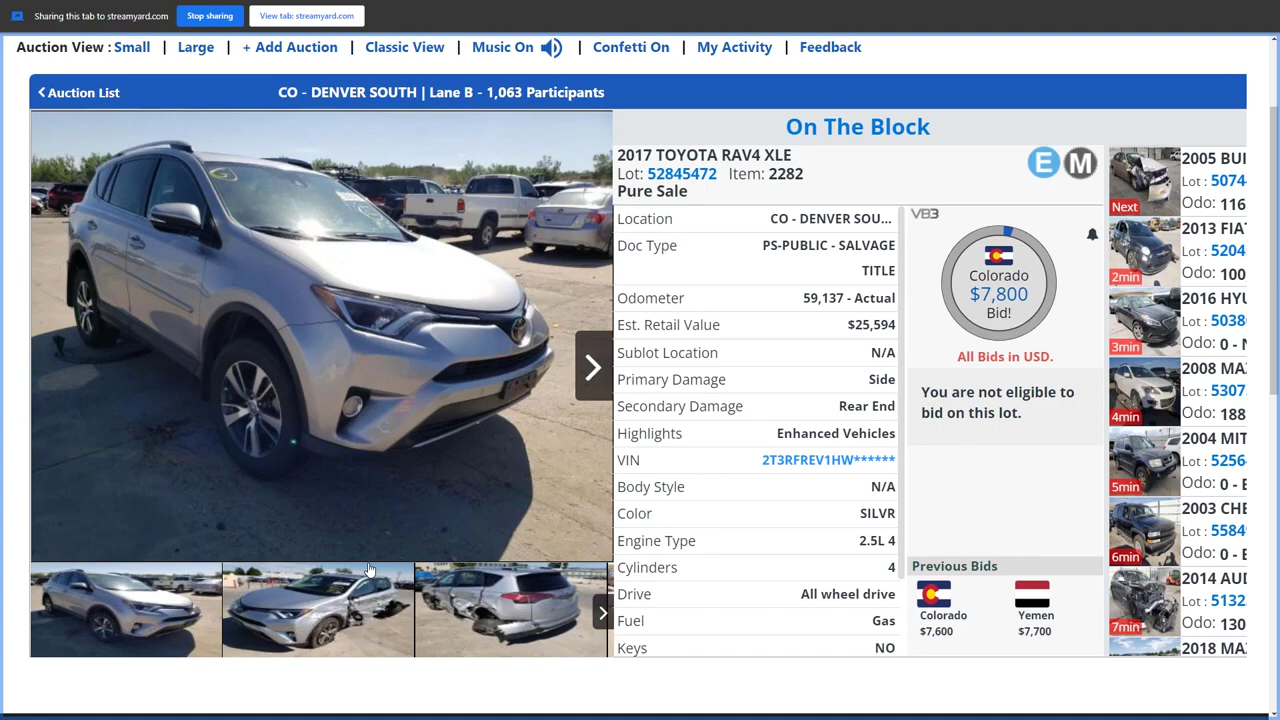 Sharing this tab to streamyard.com
Stop sharing
View tab: streamyard.com
Auction View : Small | Large | + Add Auction | Classic View | Music On | Confetti On | My Activity | Feedback
Auction List
CO - DENVER SOUTH | Lane B - 1,063 Participants
On The Block
2017 TOYOTA RAV4 XLE
Lot: 52845472 Item: 2282
Pure Sale
E
M
Location CO - DENVER SOU...
Doc Type PS-PUBLIC - SALVAGE
TITLE
Odometer 59,137 - Actual
Est. Retail Value $25,594
Sublot Location N/A
Primary Damage Side
Secondary Damage Rear End
Highlights Enhanced Vehicles
VIN 2T3RFREV1HW******
Body Style N/A
Color SILVR
Engine Type 2.5L 4
Cylinders 4
Drive All wheel drive
Fuel Gas
Keys NO
VB3
Colorado
$7,800
Bid!
All Bids in USD.
You are not eligible to
bid on this lot.
Previous Bids
Colorado
$7,600
Yemen
$7,700
Next
2005 BUI
Lot : 5074
Odo: 116
2min
2013 FIA
Lot : 5204
Odo: 100
3min
2016 HYU
Lot : 5038
Odo: 0 - N
4min
2008 MA
Lot : 5307
Odo: 188
5min
2004 MIT
Lot : 5256
Odo: 0 - E
6min
2003 CHE
Lot : 5584
Odo: 0 - E
7min
2014 AUD
Lot : 5132
Odo: 130
2018 MA